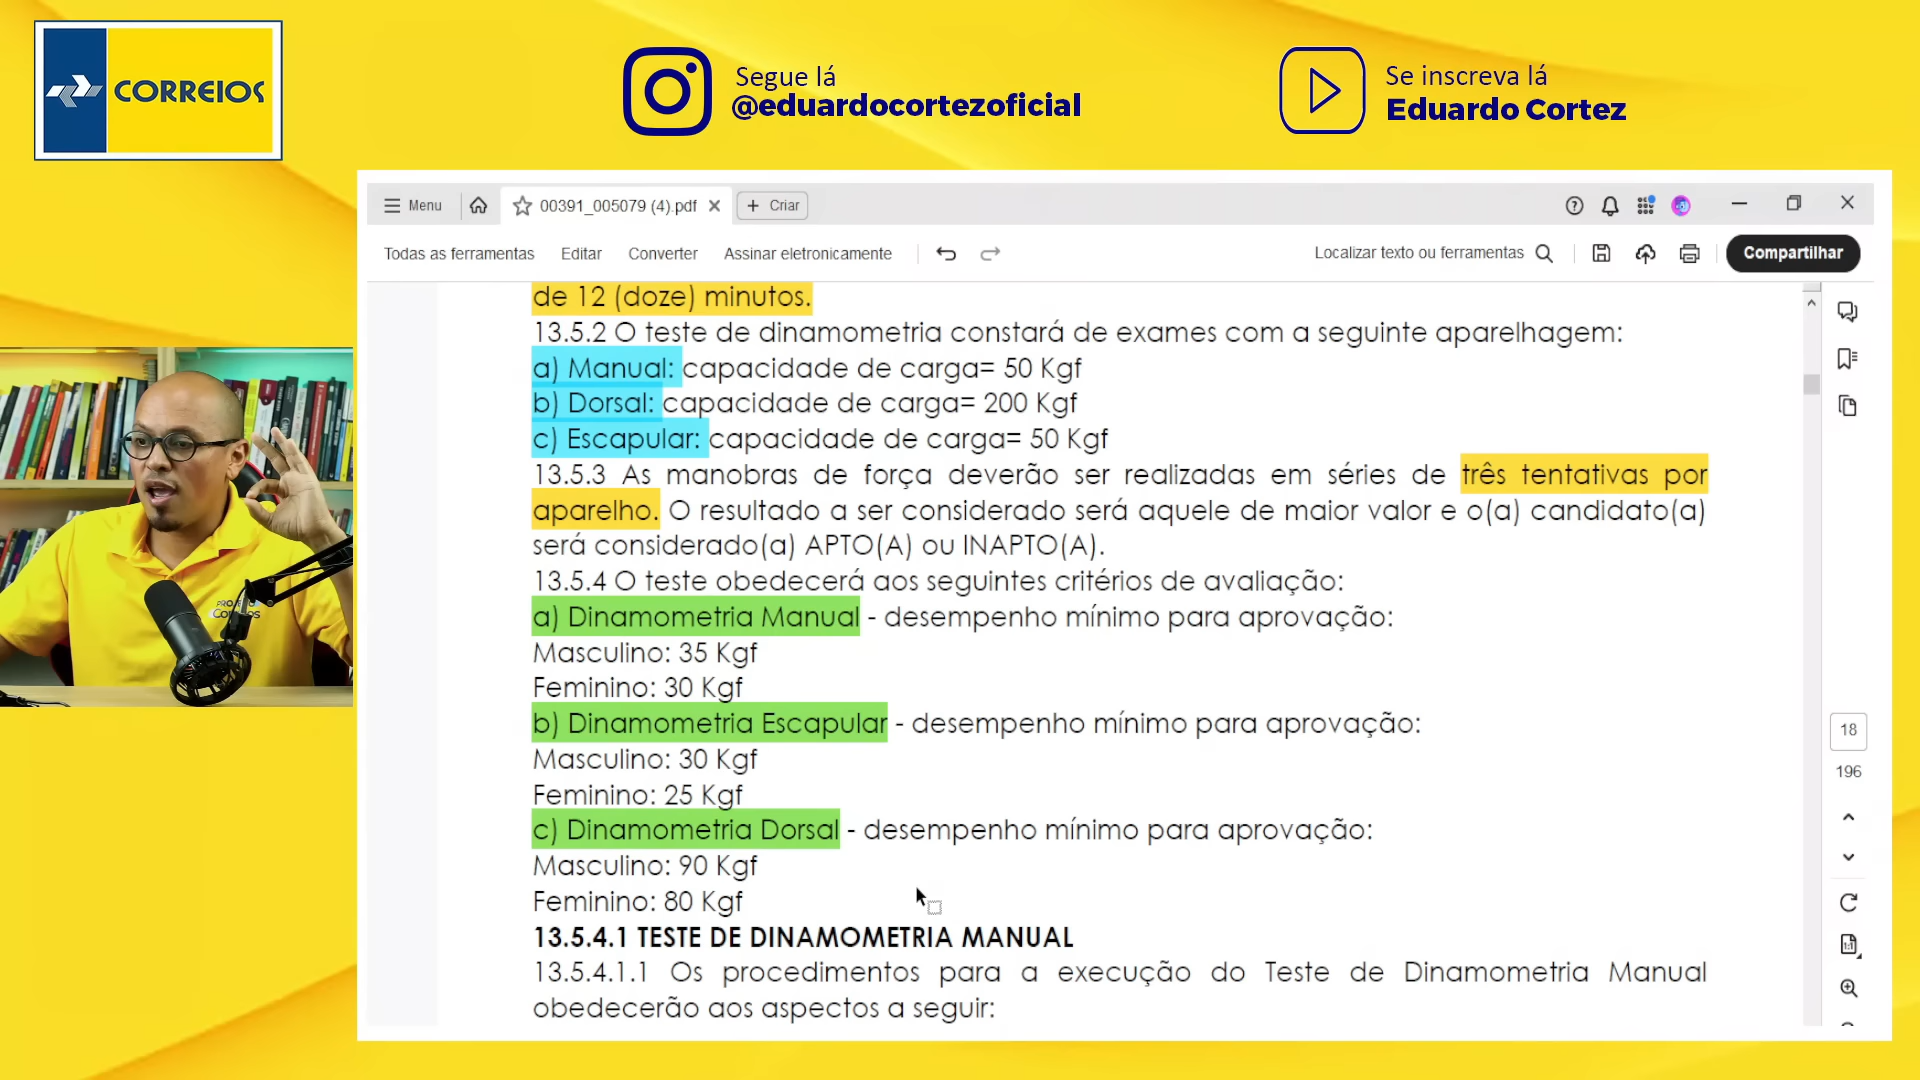 CORREIOS
Segue lá
@eduardocortezoficial
Se inscreva lá
Eduardo Cortez
Menu
00391_005079 (4).pdf
Criar
Todas as ferramentas
Editar
Converter
Assinar eletronicamente
Localizar texto ou ferramentas
Compartilhar
de 12 (doze) minutos.
13.5.2 O teste de dinamometria constará de exames com a seguinte aparelhagem:
a) Manual: capacidade de carga= 50 Kgf
b) Dorsal: capacidade de carga= 200 Kgf
c) Escapular: capacidade de carga= 50 Kgf
13.5.3 As manobras de força deverão ser realizadas em séries de três tentativas por
aparelho. O resultado a ser considerado será aquele de maior valor e o(a) candidato(a)
será considerado(a) APTO(A) ou INAPTO(A).
13.5.4 O teste obedecerá aos seguintes critérios de avaliação:
a) Dinamometria Manual - desempenho mínimo para aprovação:
Masculino: 35 Kgf
Feminino: 30 Kgf
b) Dinamometria Escapular - desempenho mínimo para aprovação:
Masculino: 30 Kgf
Feminino: 25 Kgf
c) Dinamometria Dorsal - desempenho mínimo para aprovação:
Masculino: 90 Kgf
Feminino: 80 Kgf
13.5.4.1 TESTE DE DINAMOMETRIA MANUAL
13.5.4.1.1 Os procedimentos para a execução do Teste de Dinamometria Manual
obedecerão aos aspectos a seguir:
18
196